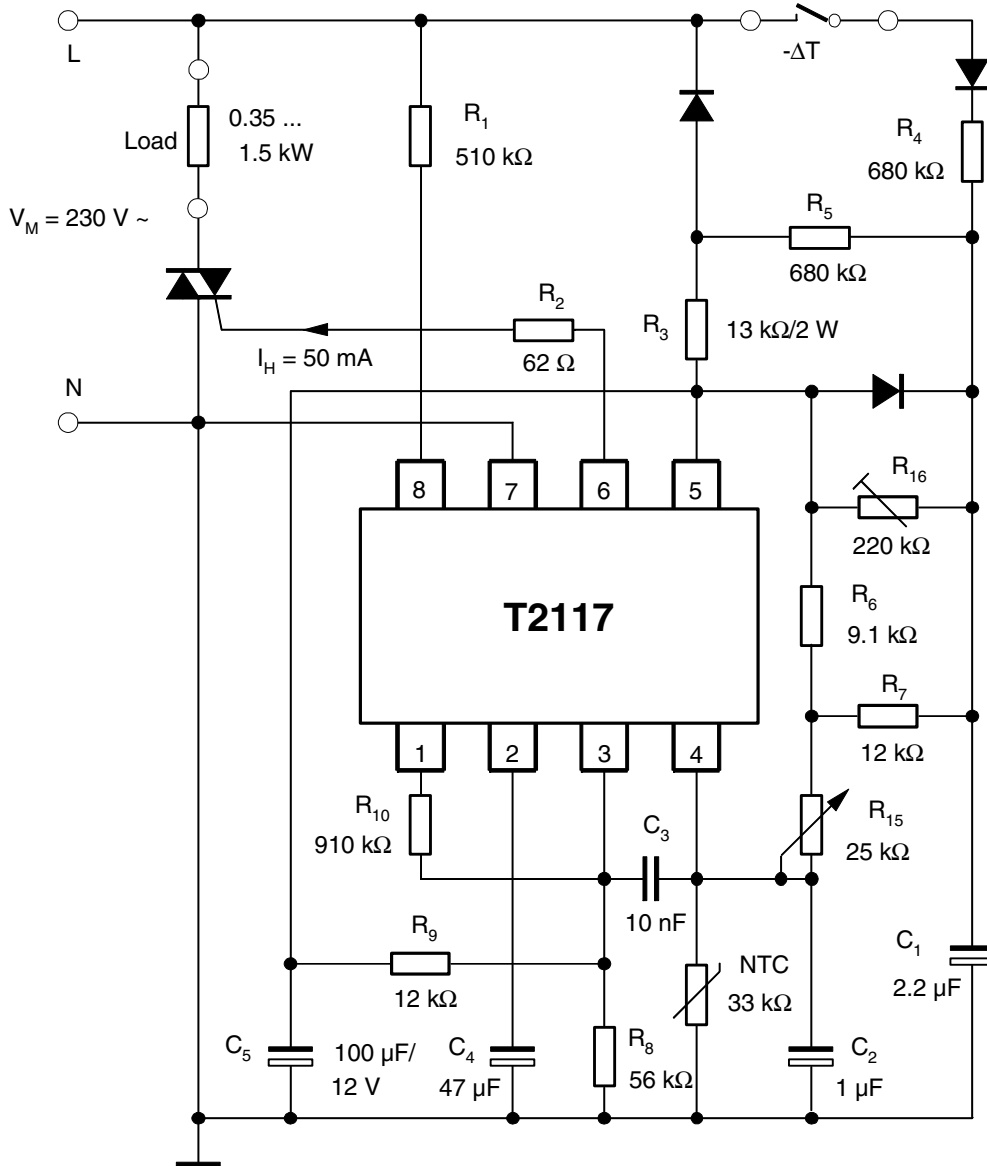 L
-ΔT
Load
0.35 ...
1.5 kW
R1
510 kΩ
R4
680 kΩ
VM = 230 V ~
R5
680 kΩ
R2
62 Ω
IH = 50 mA
R3
13 kΩ/2 W
N
8
7
6
5
R16
220 kΩ
T2117
R6
9.1 kΩ
R7
12 kΩ
1
2
3
4
R10
910 kΩ
C3
10 nF
R15
25 kΩ
R9
12 kΩ
NTC
33 kΩ
C1
2.2 µF
C5
100 µF/
12 V
C4
47 µF
R8
56 kΩ
C2
1 µF